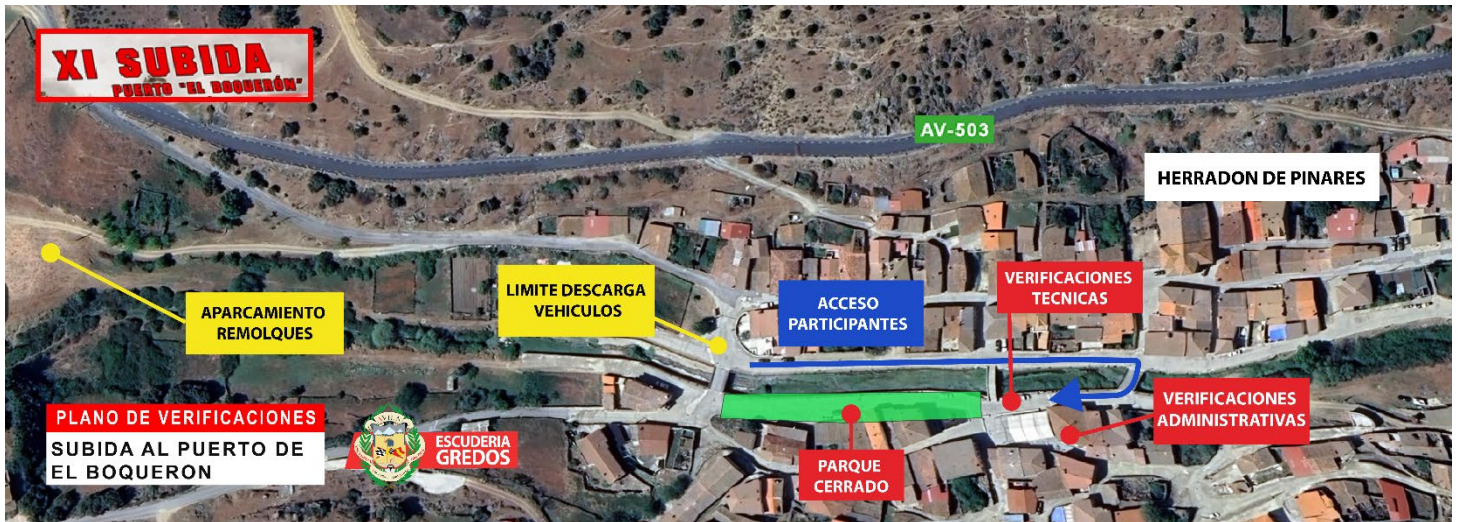 XI SUBIDA
PUERTO "EL BOQUERÓN"
AV-503
HERRADON DE PINARES
VERIFICACIONES
TECNICAS
LIMITE DESCARGA
VEHICULOS
ACCESO
PARTICIPANTES
APARCAMIENTO
REMOLQUES
VERIFICACIONES
ADMINISTRATIVAS
PLANO DE VERIFICACIONES
SUBIDA AL PUERTO DE
EL BOQUERON
ESCUDERIA
GREDOS
PARQUE
CERRADO